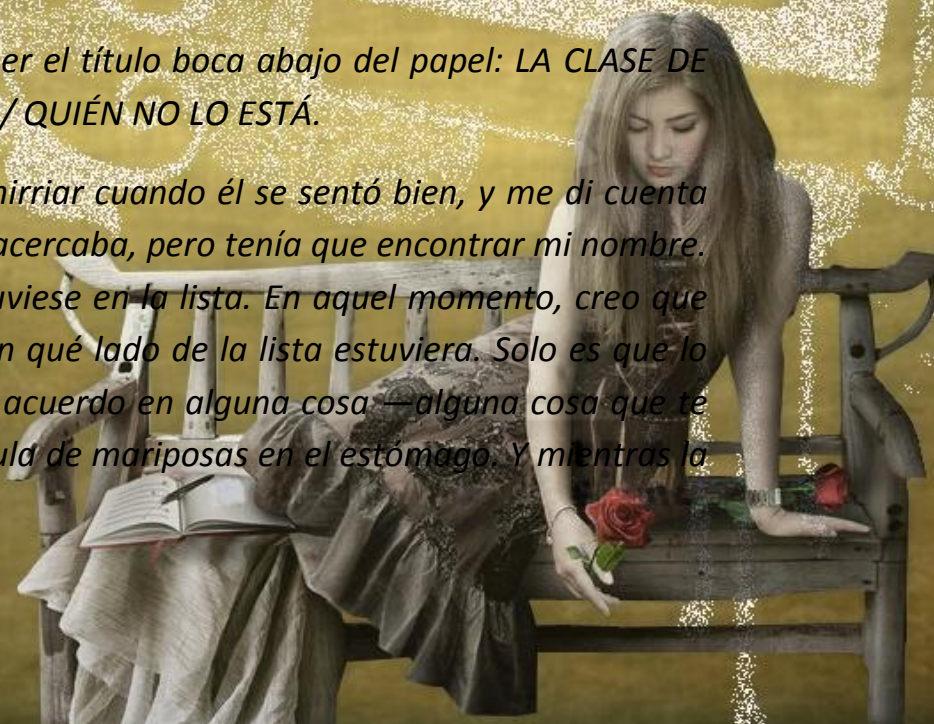 er el título boca abajo del papel: LA CLASE DE
/ QUIÉN NO LO ESTÁ.
hirriar cuando él se sentó bien, y me di cuenta
acercaba, pero tenía que encontrar mi nombre.
uviese en la lista. En aquel momento, creo que
n qué lado de la lista estuviera. Solo es que lo
acuerdo en alguna cosa —alguna cosa que te
ula de mariposas en el estómago. Y mientras la